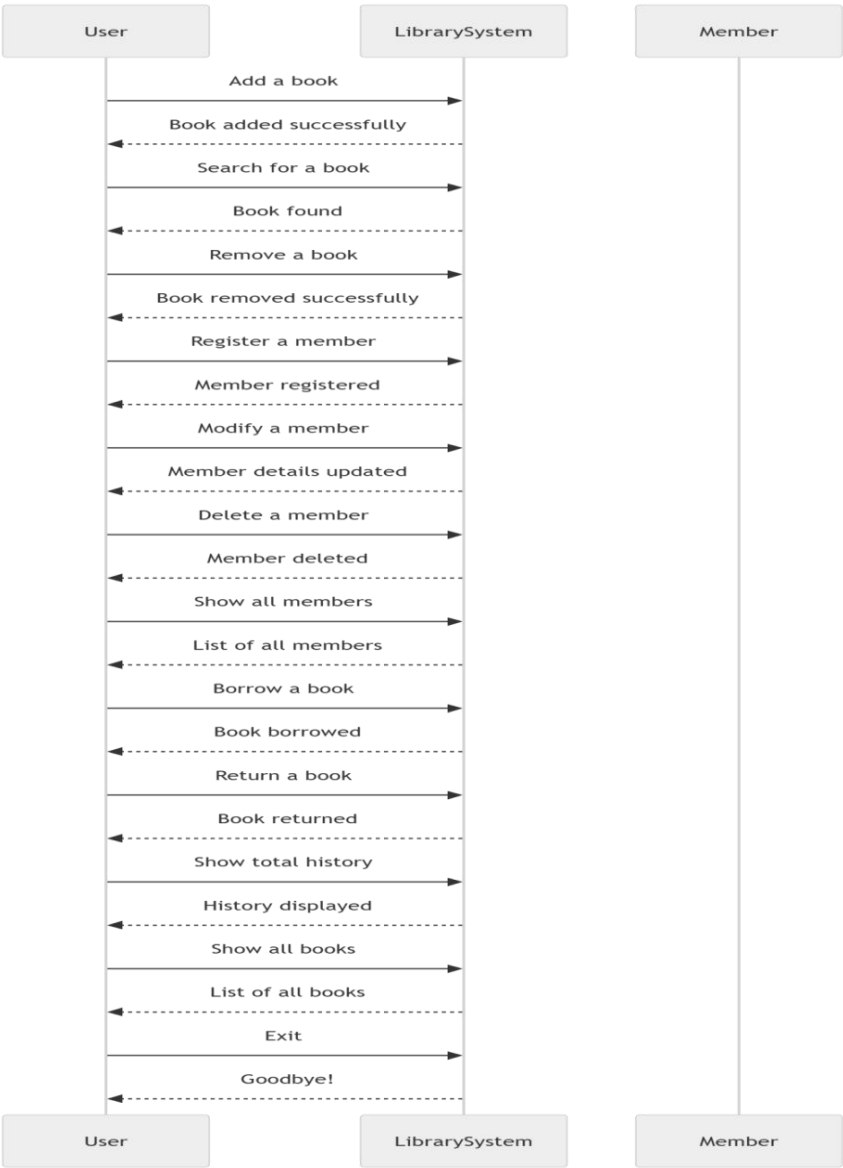 User LibrarySystem Member
Add a book
Book added successfully
Search for a book
Book found
Remove a book
Book removed successfully
Register a member
Member registered
Modify a member
Member details updated
Delete a member
Member deleted
Show all members
List of all members
Borrow a book
Book borrowed
Return a book
Book returned
Show total history
History displayed
Show all books
List of all books
Exit
Goodbye!
User LibrarySystem Member